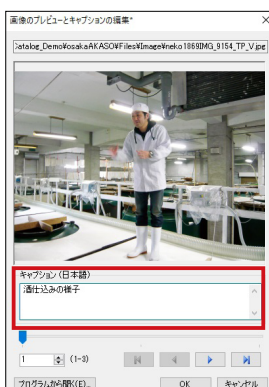 画像のプレビューとキャプションの編集*
Catalog_Demo¥osakaAKASO¥Files¥Image¥neko1869IMG_9154_TP_V.jpg
キャプション(日本語)
酒仕込みの様子
1 (1-3)
プログラムから開く(E)... OK キャンセル